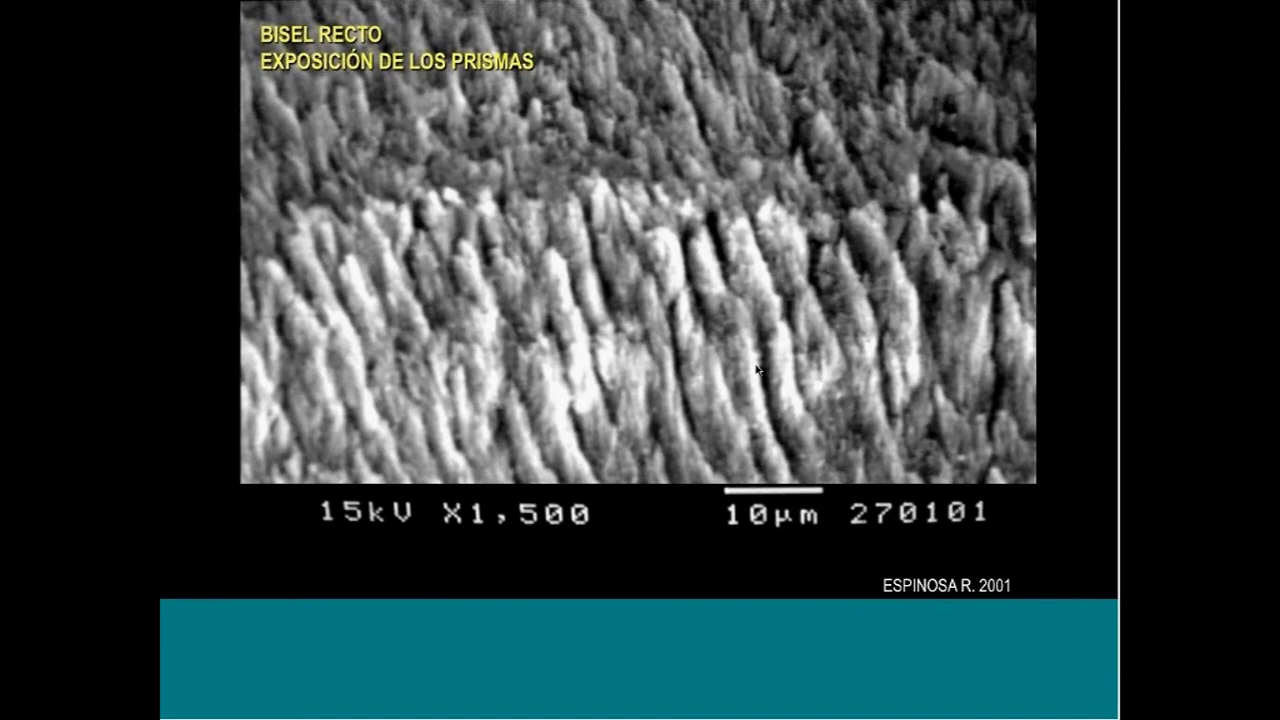 BISEL RECTO
EXPOSICIÓN DE LOS PRISMAS
15kV X1,500 10µm 270101
ESPINOSA R. 2001